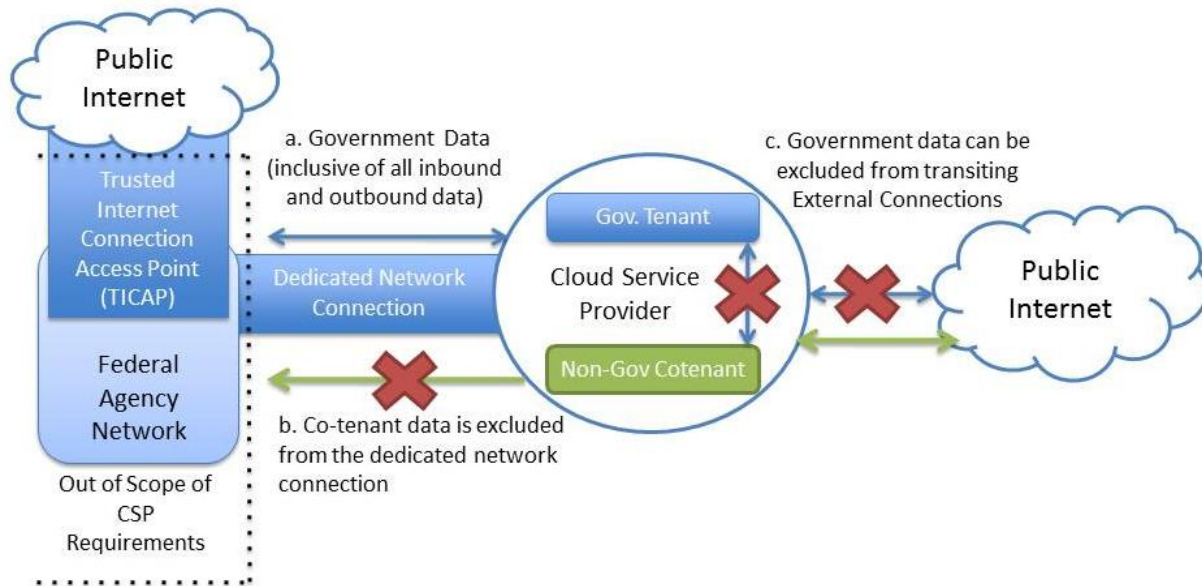 Public
Internet
Trusted
Internet
Connection
Access Point
(TICAP)
Federal
Agency
Network
Out of Scope of
CSP
Requirements
a. Government Data
(inclusive of all inbound
and outbound data)
Dedicated Network
Connection
b. Co-tenant data is excluded
from the dedicated network
connection
Gov. Tenant
Cloud Service
Provider
Non-Gov Cotenant
c. Government data can be
excluded from transiting
External Connections
Public
Internet